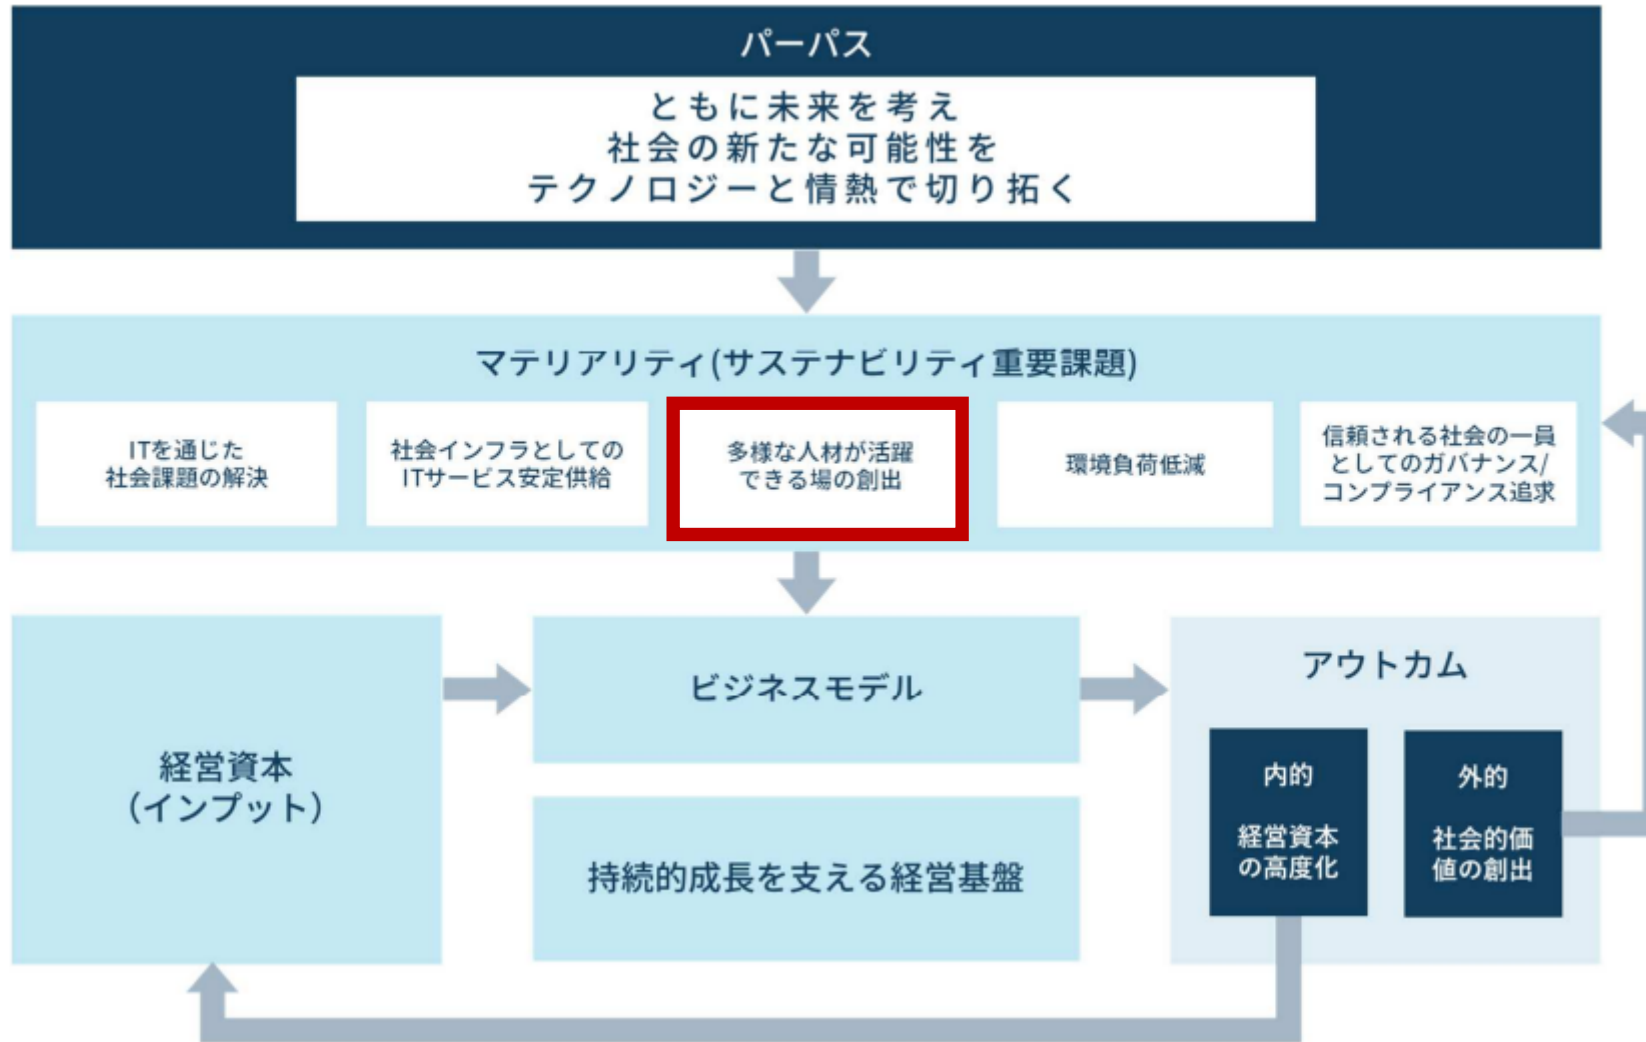 パーパス
ともに未来を考え
社会の新たな可能性を
テクノロジーと情熱で切り拓く
マテリアリティ(サステナビリティ重要課題)
ITを通じた
社会課題の解決
社会インフラとしての
ITサービス安定供給
多様な人材が活躍
できる場の創出
環境負荷低減
信頼される社会の一員
としてのガバナンス/
コンプライアンス追求
経営資本
（インプット）
ビジネスモデル
持続的成長を支える経営基盤
アウトカム
内的
経営資本
の高度化
外的
社会的価
値の創出